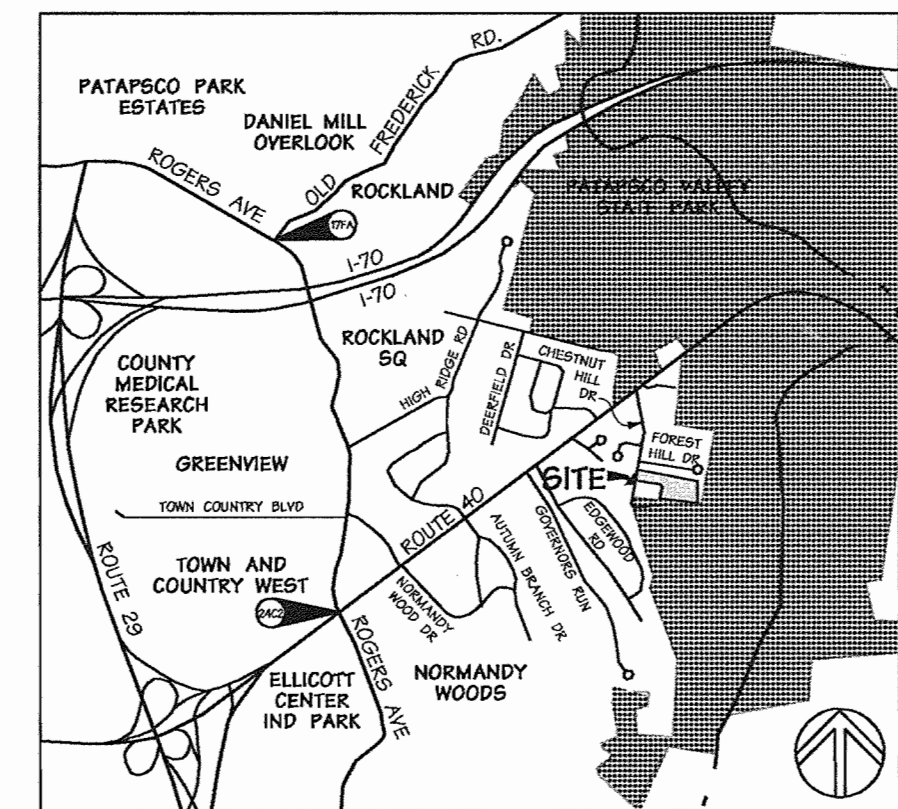 PATAPSCO PARK
ESTATES
DANIEL MILL
OVERLOOK
OLD FREDERICK RD.
ROGERS AVE
ROCKLAND
17FA
PATAPSCO VALLEY
STATE PARK
I-70
I-70
ROCKLAND
SQ
HIGH RIDGE RD
DEERFIELD DR
CHESTNUT
HILL
DR
COUNTY
MEDICAL
RESEARCH
PARK
FOREST
HILL DR
GREENVIEW
SITE
TOWN COUNTRY BLVD
ROUTE 40
EDGEWOOD
RD
GOVERNORS RUN
AUTUMN BRANCH DR
ROUTE 29
TOWN AND
COUNTRY WEST
2AC2
NORMANDY
WOOD DR
ROGERS AVE
ELLICOTT
CENTER
IND PARK
NORMANDY
WOODS